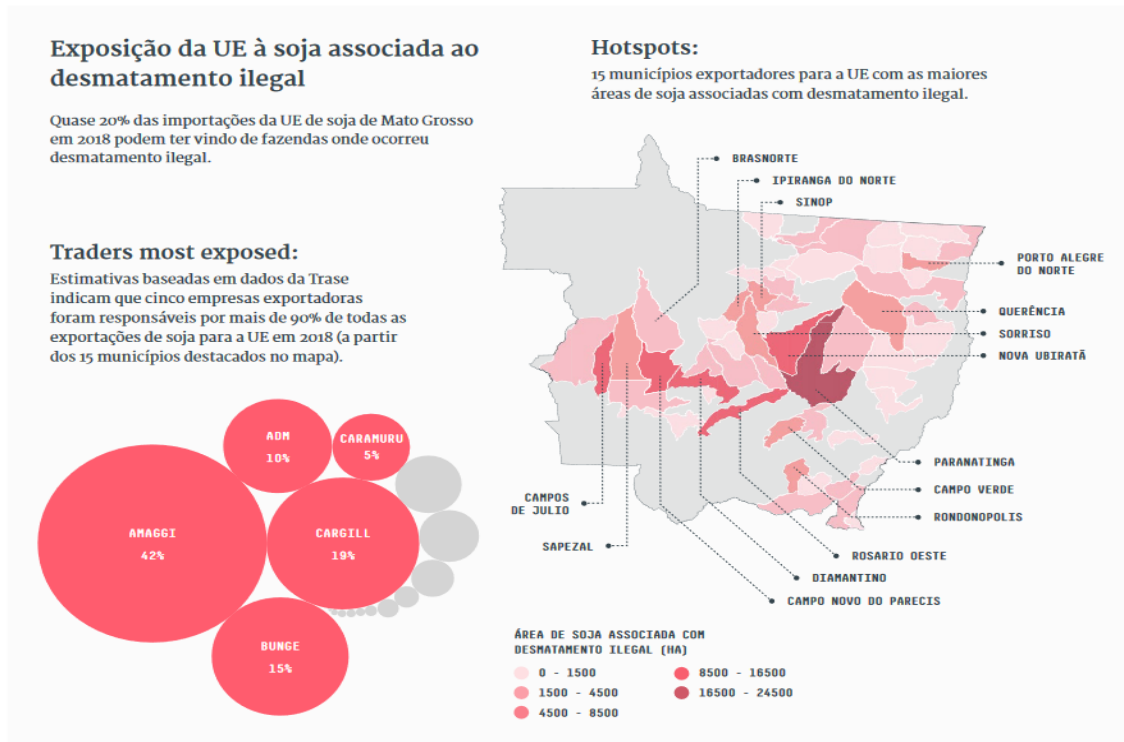 Exposição da UE à soja associada ao
desmatamento ilegal
Quase 20% das importações da UE de soja de Mato Grosso
em 2018 podem ter vindo de fazendas onde ocorreu
desmatamento ilegal.
Traders most exposed:
Estimativas baseadas em dados da Trase
indicam que cinco empresas exportadoras
foram responsáveis por mais de 90% de todas as
exportações de soja para a UE em 2018 (a partir
dos 15 municípios destacados no mapa).
ADM
10%
CARAMURU
5%
AMAGGI
42%
CARGILL
19%
BUNGE
15%
Hotspots:
15 municípios exportadores para a UE com as maiores
áreas de soja associadas com desmatamento ilegal.
BRASNORTE
IPIRANGA DO NORTE
SINOP
PORTO ALEGRE
DO NORTE
QUERÊNCIA
SORRISO
NOVA UBIRATÃ
PARANATINGA
CAMPO VERDE
RONDONOPOLIS
CAMPOS
DE JULIO
SAPEZAL
ROSARIO OESTE
DIAMANTINO
CAMPO NOVO DO PARECIS
ÁREA DE SOJA ASSOCIADA COM
DESMATAMENTO ILEGAL (HA)
0 - 1500
1500 - 4500
4500 - 8500
8500 - 16500
16500 - 24500